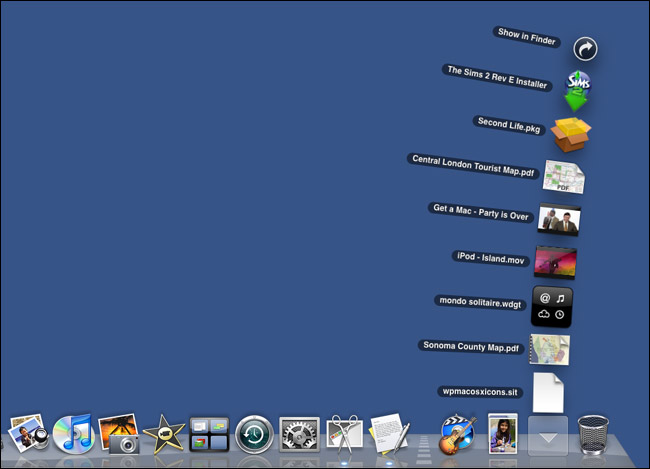 Show in Finder
The Sims 2 Rev E Installer
Second Life.pkg
Central London Tourist Map.pdf
PDF
Get a Mac - Party is Over
iPod - Island.mov
mondo solitaire.wdgt
Sonoma County Map.pdf
wpmacosxicons.sit